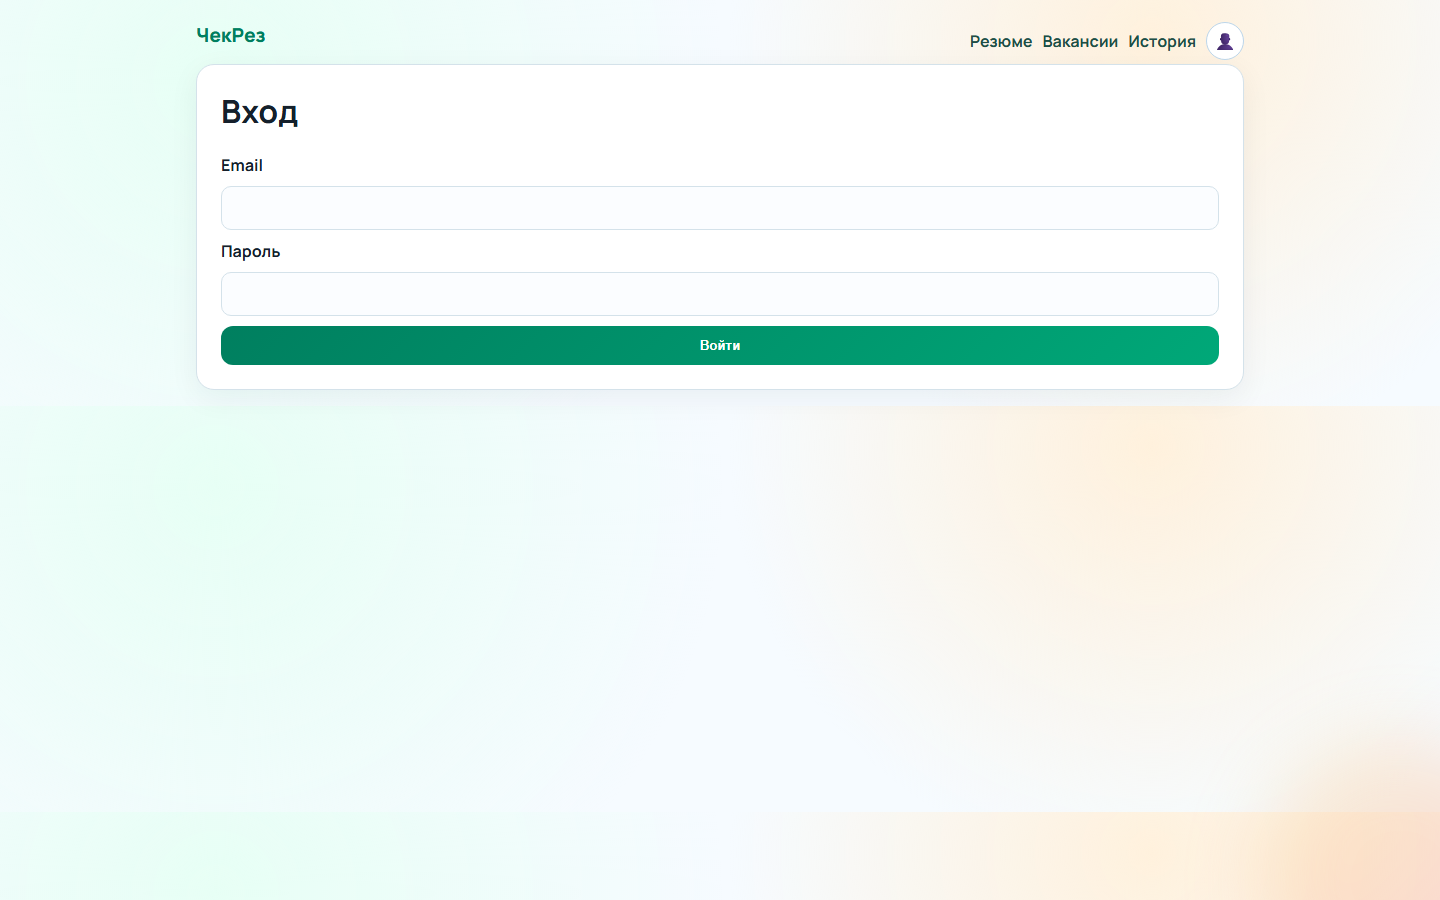 ЧекРез
Резюме Вакансии История
Вход
Email
Пароль
Войти